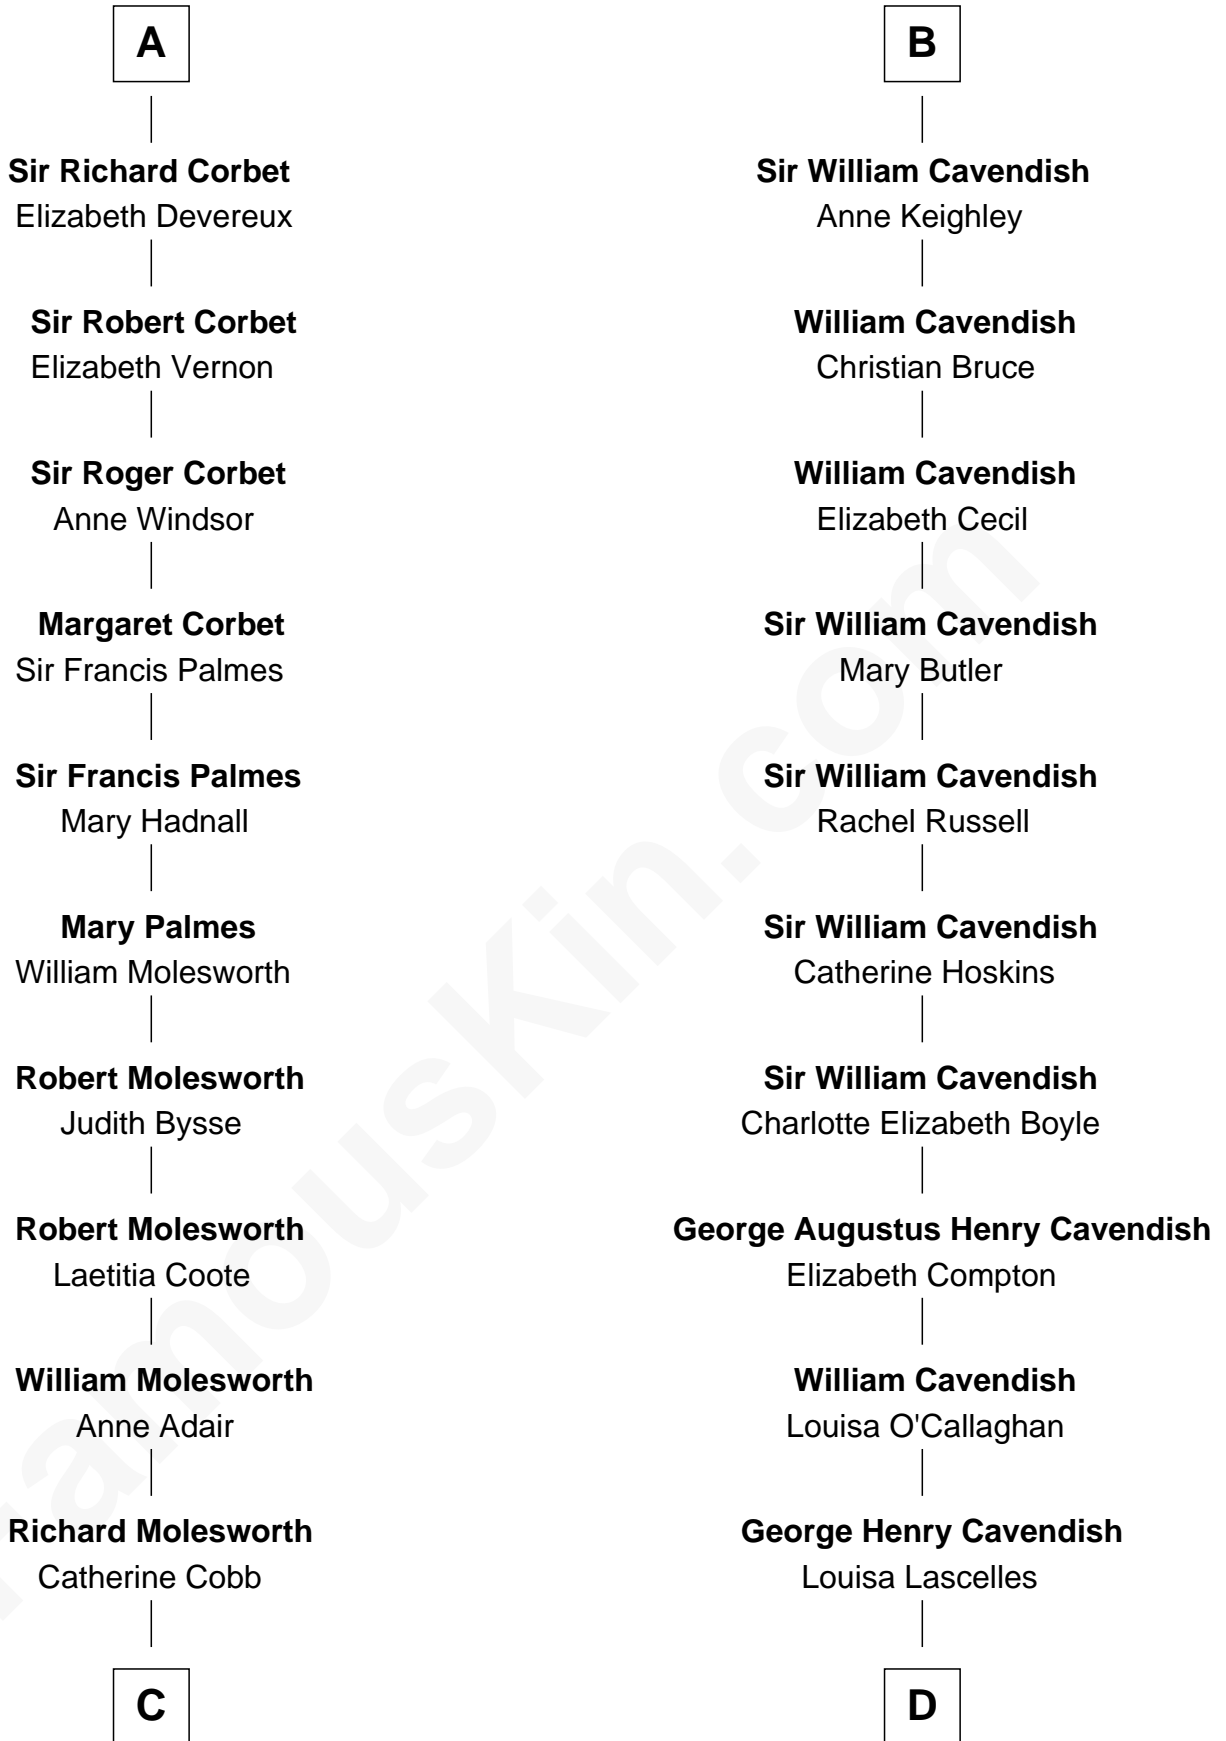 A
Sir Richard Corbet
Elizabeth Devereux
Sir Robert Corbet
Elizabeth Vernon
Sir Roger Corbet
Anne Windsor
Margaret Corbet
Sir Francis Palmes
Sir Francis Palmes
Mary Hadnall
Mary Palmes
William Molesworth
Robert Molesworth
Judith Bysse
Robert Molesworth
Laetitia Coote
William Molesworth
Anne Adair
Richard Molesworth
Catherine Cobb
C
B
Sir William Cavendish
Anne Keighley
William Cavendish
Christian Bruce
William Cavendish
Elizabeth Cecil
Sir William Cavendish
Mary Butler
Sir William Cavendish
Rachel Russell
Sir William Cavendish
Catherine Hoskins
Sir William Cavendish
Charlotte Elizabeth Boyle
George Augustus Henry Cavendish
Elizabeth Compton
William Cavendish
Louisa O'Callaghan
George Henry Cavendish
Louisa Lascelles
D
FamousKin.com